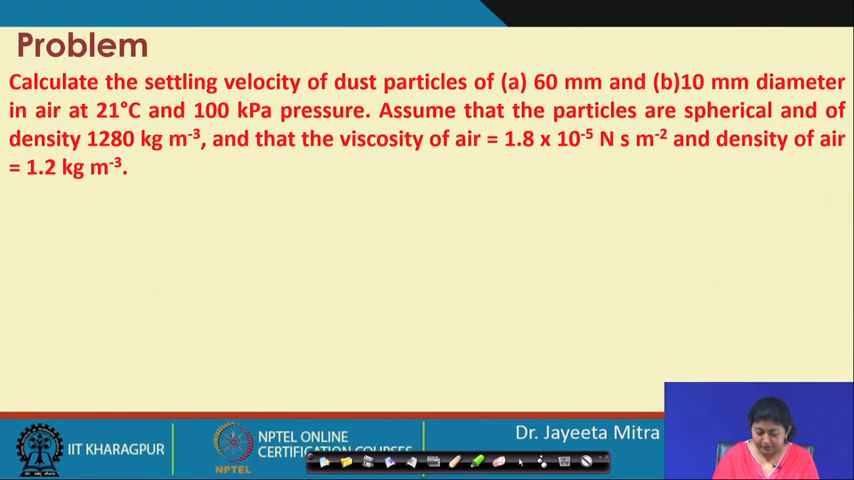 Problem
Calculate the settling velocity of dust particles of (a) 60 mm and (b)10 mm diameter
in air at 21°C and 100 kPa pressure. Assume that the particles are spherical and of
density 1280 kg m⁻³, and that the viscosity of air = 1.8 x 10⁻⁵ N s m⁻² and density of air
= 1.2 kg m⁻³.
Dr. Jayeeta Mitra
IIT KHARAGPUR
NPTEL
NPTEL ONLINE
CERTIFICATION COURSES